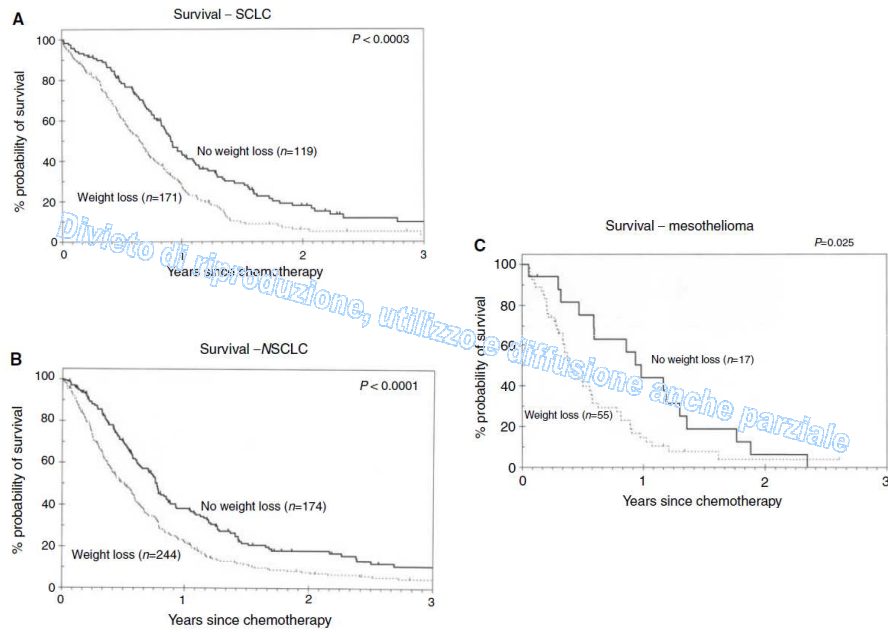 A
Survival – SCLC
P < 0.0003
% probability of survival
100
80
60
40
20
0
No weight loss (n=119)
Weight loss (n=171)
0 1 2 3
Years since chemotherapy
B
Survival –NSCLC
P < 0.0001
% probability of survival
100
80
60
40
20
0
No weight loss (n=174)
Weight loss (n=244)
0 1 2 3
Years since chemotherapy
C
Survival – mesothelioma
P=0.025
% probability of survival
100
80
60
40
20
0
No weight loss (n=17)
Weight loss (n=55)
0 1 2 3
Years since chemotherapy
Divieto di riproduzione, utilizzo e diffusione anche parziale